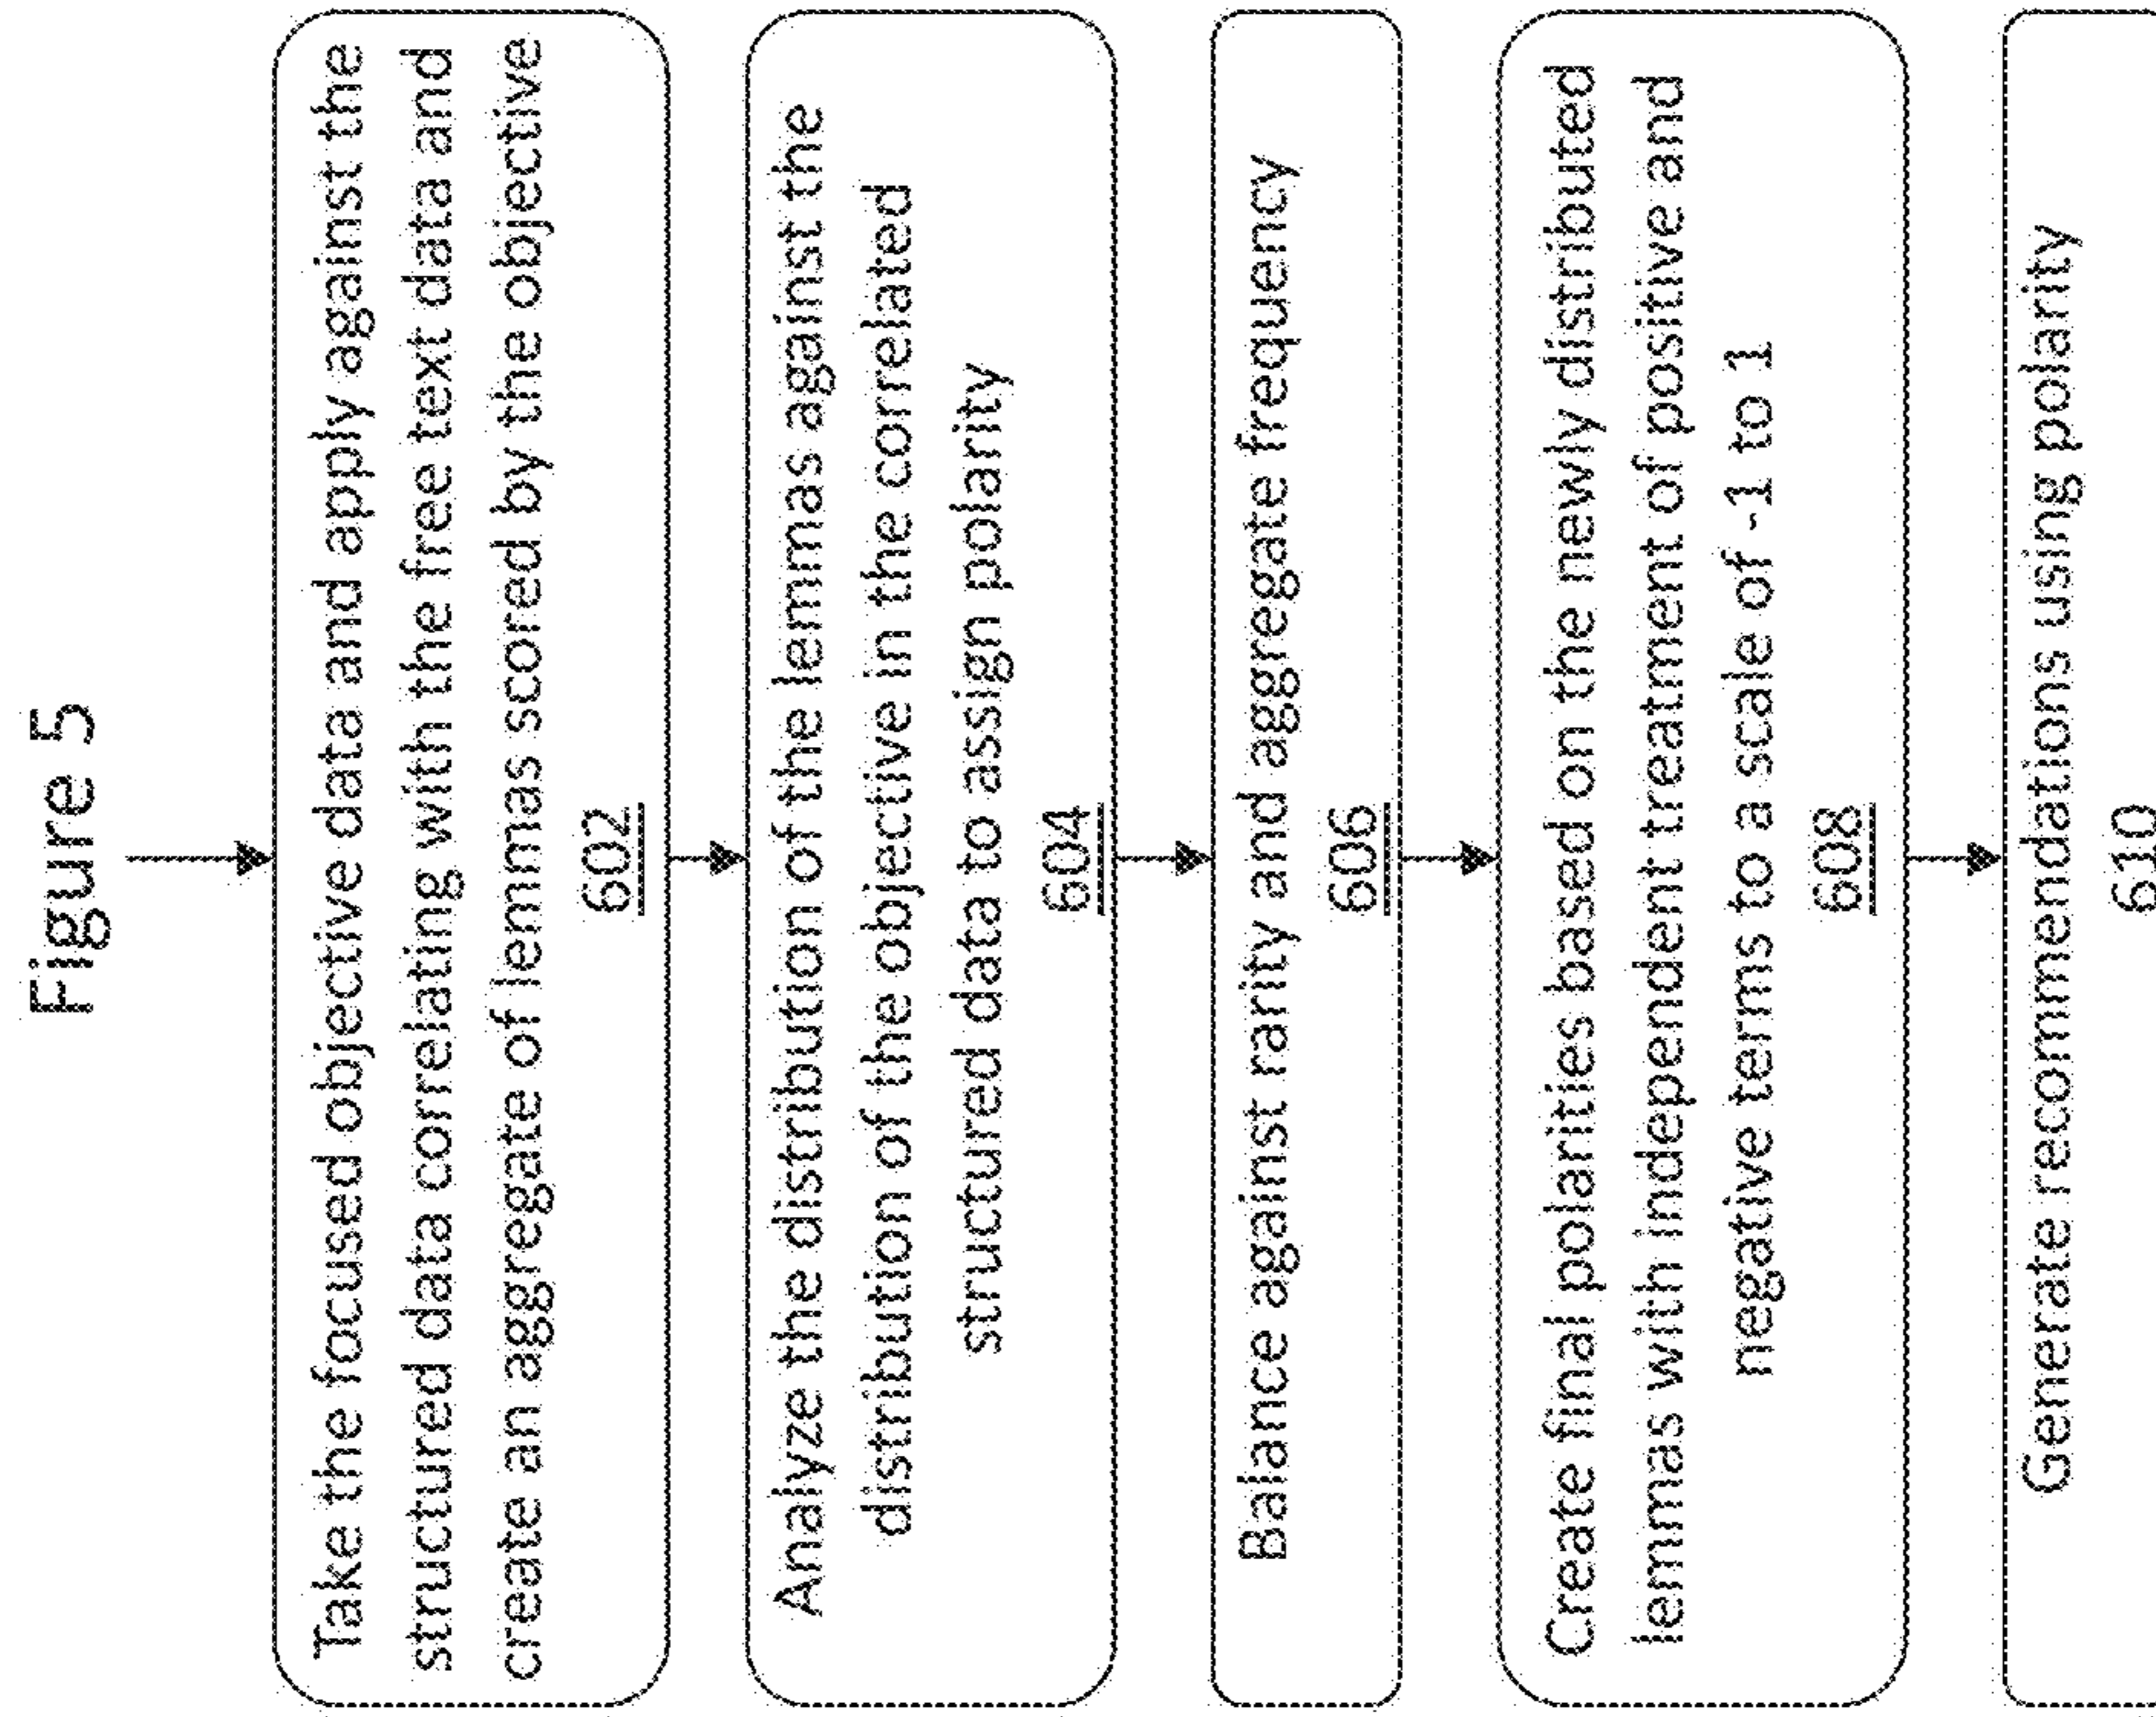 Figure 5
Take the focused objective data and apply against the
structured data correlating with the free text data and
create an aggregate of lemmas scored by the objective
602
Analyze the distribution of the lemmas against the
distribution of the objective in the correlated
structured data to assign polarity
604
Balance against rarity and aggregate frequency
606
Create final polarities based on the newly distributed
lemmas with independent treatment of positive and
negative terms to a scale of -1 to 1
608
Generate recommendations using polarity
610